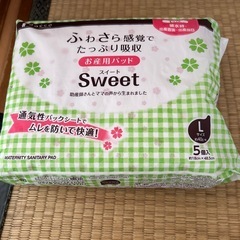 ふわさら感覚で
たっぷり吸収
お産用パッド
スイート
Sweet
助産師さんとママの声から生まれました
通気性バックシートで
ムレを防いで快適!
L
サイズ
5個入
MATERNITY SANITARY PAD